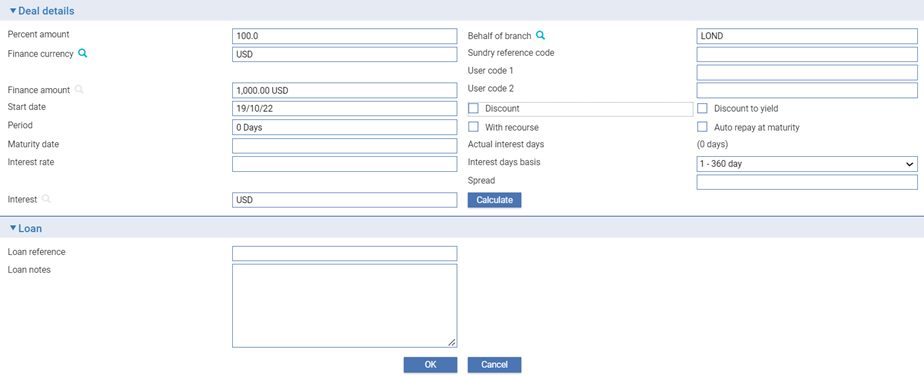 Deal details
Percent amount 100.0 Behalf of branch LOND
Finance currency USD Sundry reference code
User code 1
Finance amount 1,000.00 USD User code 2
Start date 19/10/22 Discount Discount to yield
Period 0 Days With recourse Auto repay at maturity
Maturity date Actual interest days (0 days)
Interest rate Interest days basis 1 - 360 day
Spread
Interest USD Calculate
Loan
Loan reference
Loan notes
OK Cancel